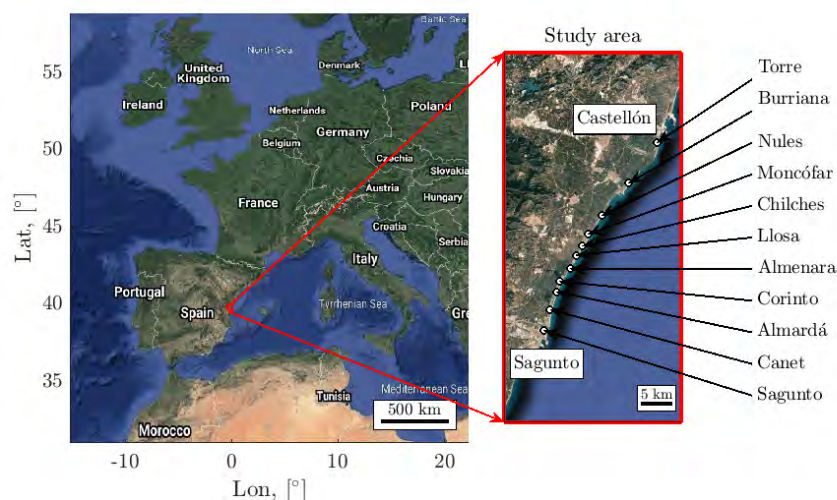 Study area
55
50
45
40
35
Lat, [°]
-10
0
10
20
Lon, [°]
North Sea
Baltic Sea
United
Kingdom
Ireland
Denmark
Netherlands
Belgium
Germany
Poland
Czechia
Slovakia
Austria
Hungary
France
Croatia
Serbia
Italy
Portugal
Spain
Tyrrhenian Sea
Gre
Tunisia
Mediterranean Sea
Morocco
500 km
Castellón
Sagunto
5 km
Torre
Burriana
Nules
Moncófar
Chilches
Llosa
Almenara
Corinto
Almardá
Canet
Sagunto